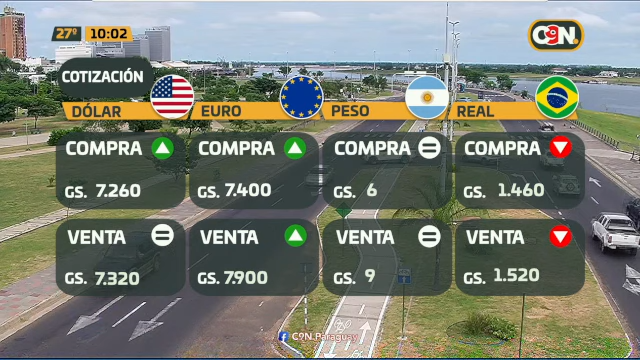 27º 10:02
C9N
COTIZACIÓN
DÓLAR EURO PESO REAL
COMPRA COMPRA COMPRA COMPRA
GS. 7.260 GS. 7.400 GS. 6 GS. 1.460
VENTA VENTA VENTA VENTA
GS. 7.320 GS. 7.900 GS. 9 GS. 1.520
C9N Paraguay